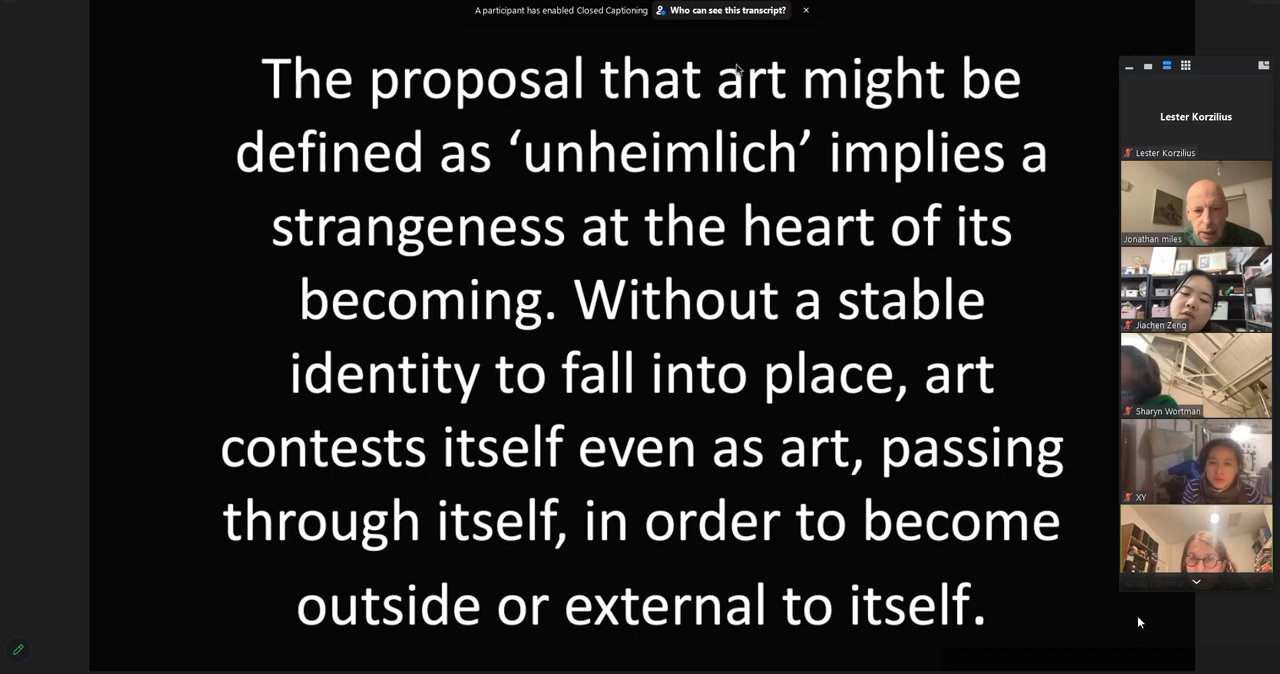 A participant has enabled Closed Captioning Who can see this transcript?
The proposal that art might be
defined as ‘unheimlich’ implies a
strangeness at the heart of its
becoming. Without a stable
identity to fall into place, art
contests itself even as art, passing
through itself, in order to become
outside or external to itself.
Lester Korzilius
Lester Korzilius
Jonathan miles
Jiachen Zeng
Sharyn Wortman
XY